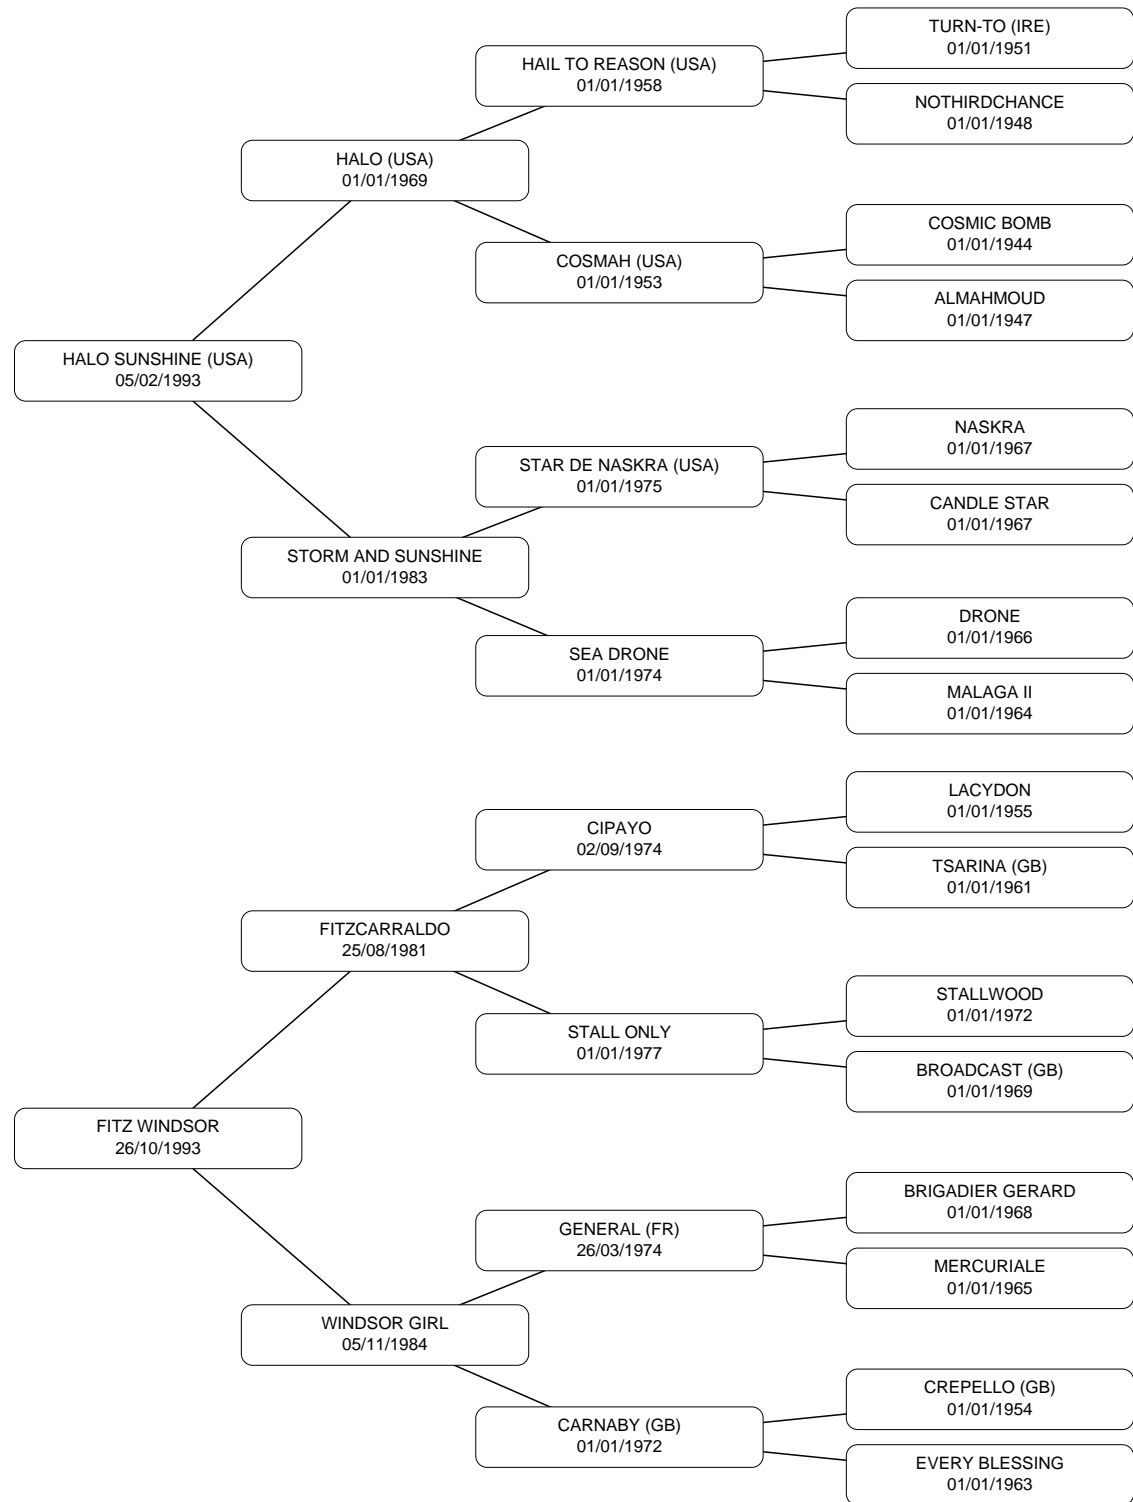 TURN-TO (IRE)
01/01/1951
HAIL TO REASON (USA)
01/01/1958
NOTHIRDCHANCE
01/01/1948
HALO (USA)
01/01/1969
COSMIC BOMB
01/01/1944
COSMAH (USA)
01/01/1953
ALMAHMOUD
01/01/1947
HALO SUNSHINE (USA)
05/02/1993
NASKRA
01/01/1967
STAR DE NASKRA (USA)
01/01/1975
CANDLE STAR
01/01/1967
STORM AND SUNSHINE
01/01/1983
DRONE
01/01/1966
SEA DRONE
01/01/1974
MALAGA II
01/01/1964
LACYDON
01/01/1955
CIPAYO
02/09/1974
TSARINA (GB)
01/01/1961
FITZCARRALDO
25/08/1981
STALLWOOD
01/01/1972
STALL ONLY
01/01/1977
BROADCAST (GB)
01/01/1969
FITZ WINDSOR
26/10/1993
BRIGADIER GERARD
01/01/1968
GENERAL (FR)
26/03/1974
MERCURIALE
01/01/1965
WINDSOR GIRL
05/11/1984
CREPELLO (GB)
01/01/1954
CARNABY (GB)
01/01/1972
EVERY BLESSING
01/01/1963